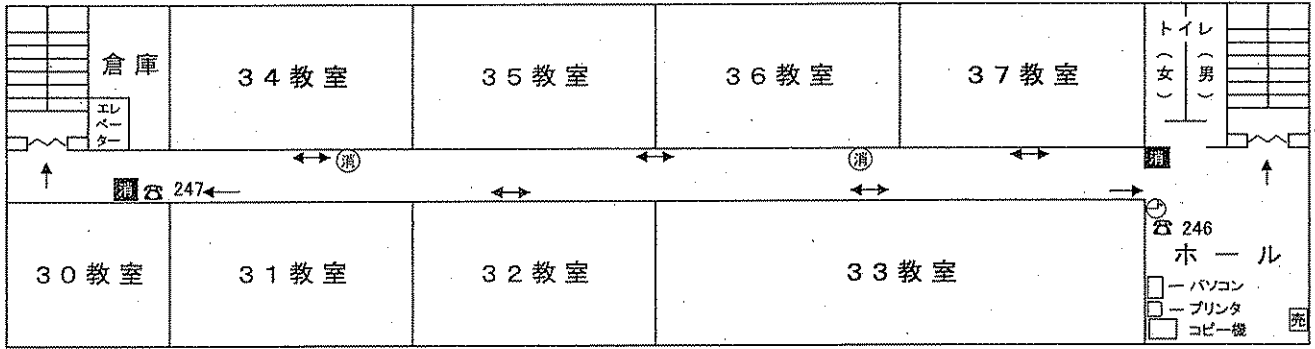 倉庫
エレベーター
34教室
35教室
36教室
37教室
トイレ
（女）
（男）
消
消
消
消
☎ 247
☎ 246
30教室
31教室
32教室
33教室
ホール
パソコン
プリンタ
コピー機
売